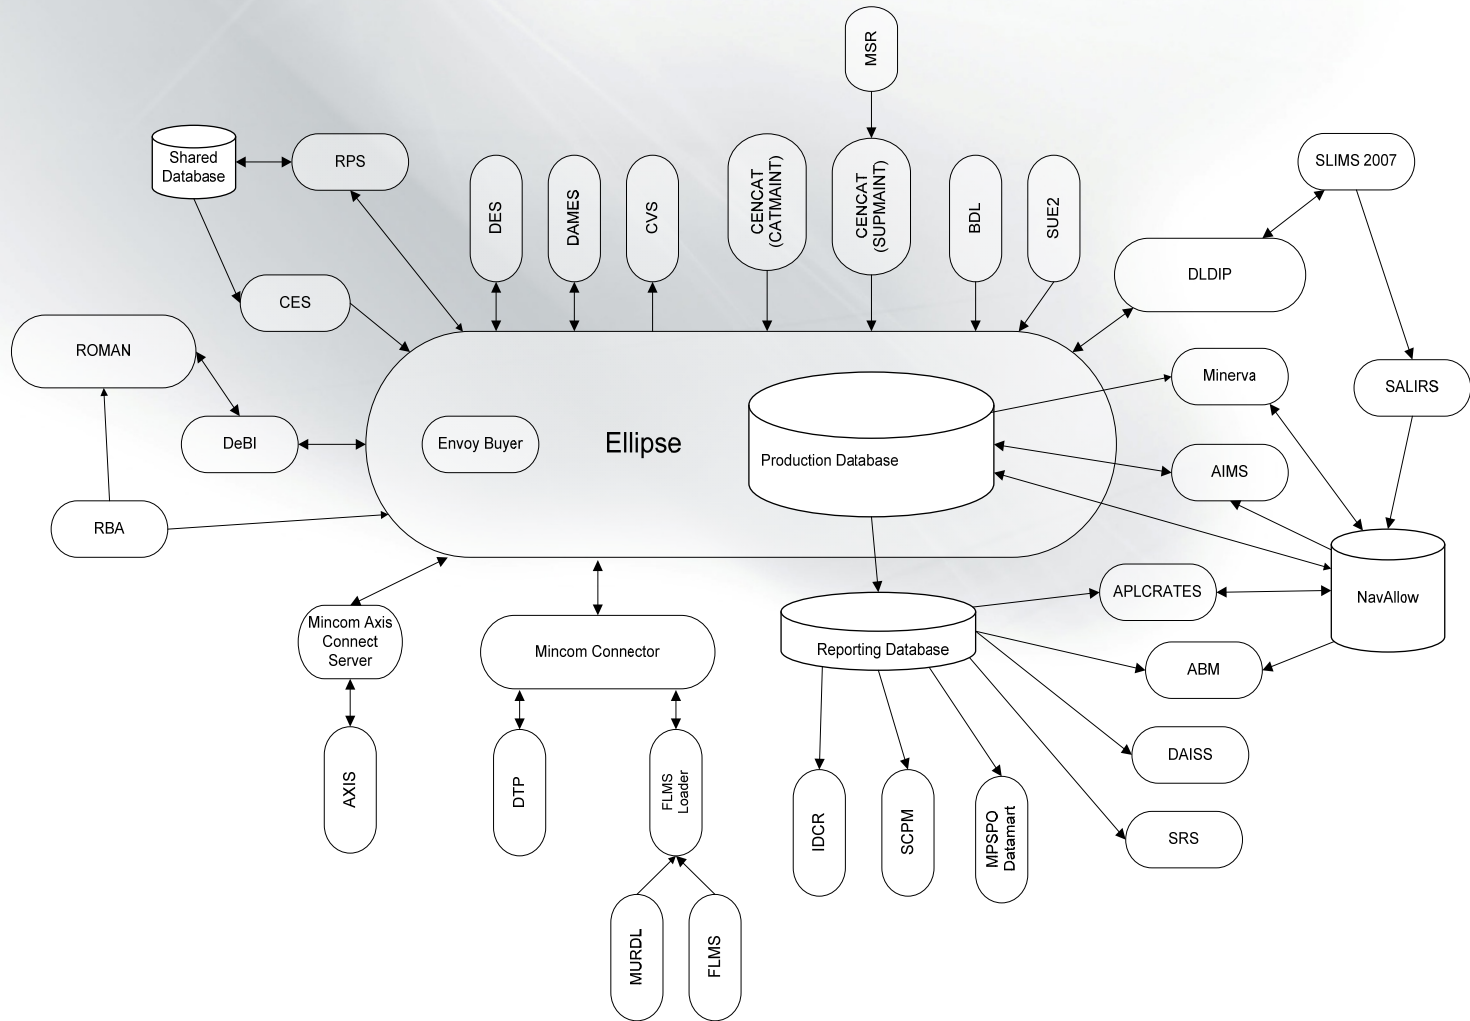 MSR
Shared
Database
RPS
DES
DAMES
CVS
CENCAT
(CATMAINT)
CENCAT
(SUPMAINT)
BDL
SUE2
SLIMS 2007
DLDIP
CES
ROMAN
Minerva
SALIRS
DeBI
Envoy Buyer
Ellipse
Production Database
AIMS
RBA
APLCRATES
NavAllow
Mincom Axis
Connect
Server
Mincom Connector
Reporting Database
ABM
DAISS
AXIS
DTP
FLMS
Loader
IDCR
SCPM
MPSPO
Datamart
SRS
MURDL
FLMS